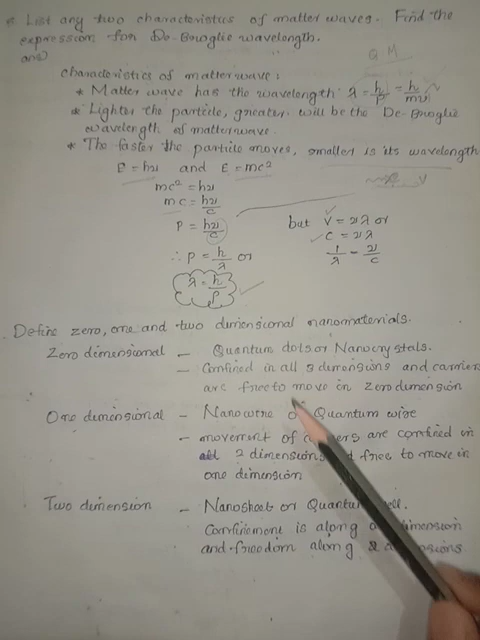 List any two characteristics of matter waves. Find the
expression for De-Broglie wavelength.
ans
Q M
characteristics of matter wave:
* Matter wave has the wavelength λ = h/p = h/mv
* Lighter the particle, greater will be the De-Broglie
wavelength of matter wave.
* The faster the particle moves, smaller is its wavelength
E = hν and E = mc²
mc² = hν
mc = hν/c
P = hν/c but V = νλ or
C = νλ
∴ P = h/λ or 1/λ = ν/c
λ = h/p
Define zero, one and two dimensional nanomaterials.
Zero dimensional - Quantum dots or Nanocrystals.
- Confined in all 3 dimensions and carriers
are free to move in zero dimension
One dimensional - Nanowire or Quantum wire
- movement of are confined in
all 2 dimensions free to move in
one dimension
Two dimension - Nanosheet or Quantum
Confinement is along dimension
and freedom along 2